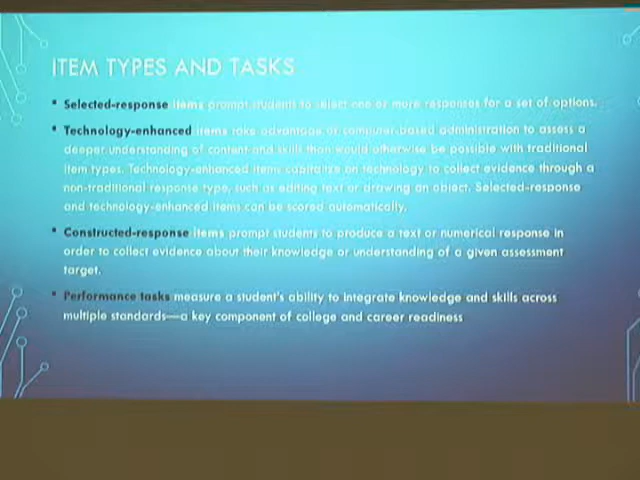 ITEM TYPES AND TASKS
Selected-response items prompt students to select one or more responses for a set of options.
Technology-enhanced items take advantage of computer-based administration to assess a
deeper understanding of content and skills than would otherwise be possible with traditional
item types. Technology-enhanced items capitalize on technology to collect evidence through a
non-traditional response type, such as editing text or drawing an object. Selected-response
and technology-enhanced items can be scored automatically.
Constructed-response items prompt students to produce a text or numerical response in
order to collect evidence about their knowledge or understanding of a given assessment
target.
Performance tasks measure a student's ability to integrate knowledge and skills across
multiple standards—a key component of college and career readiness